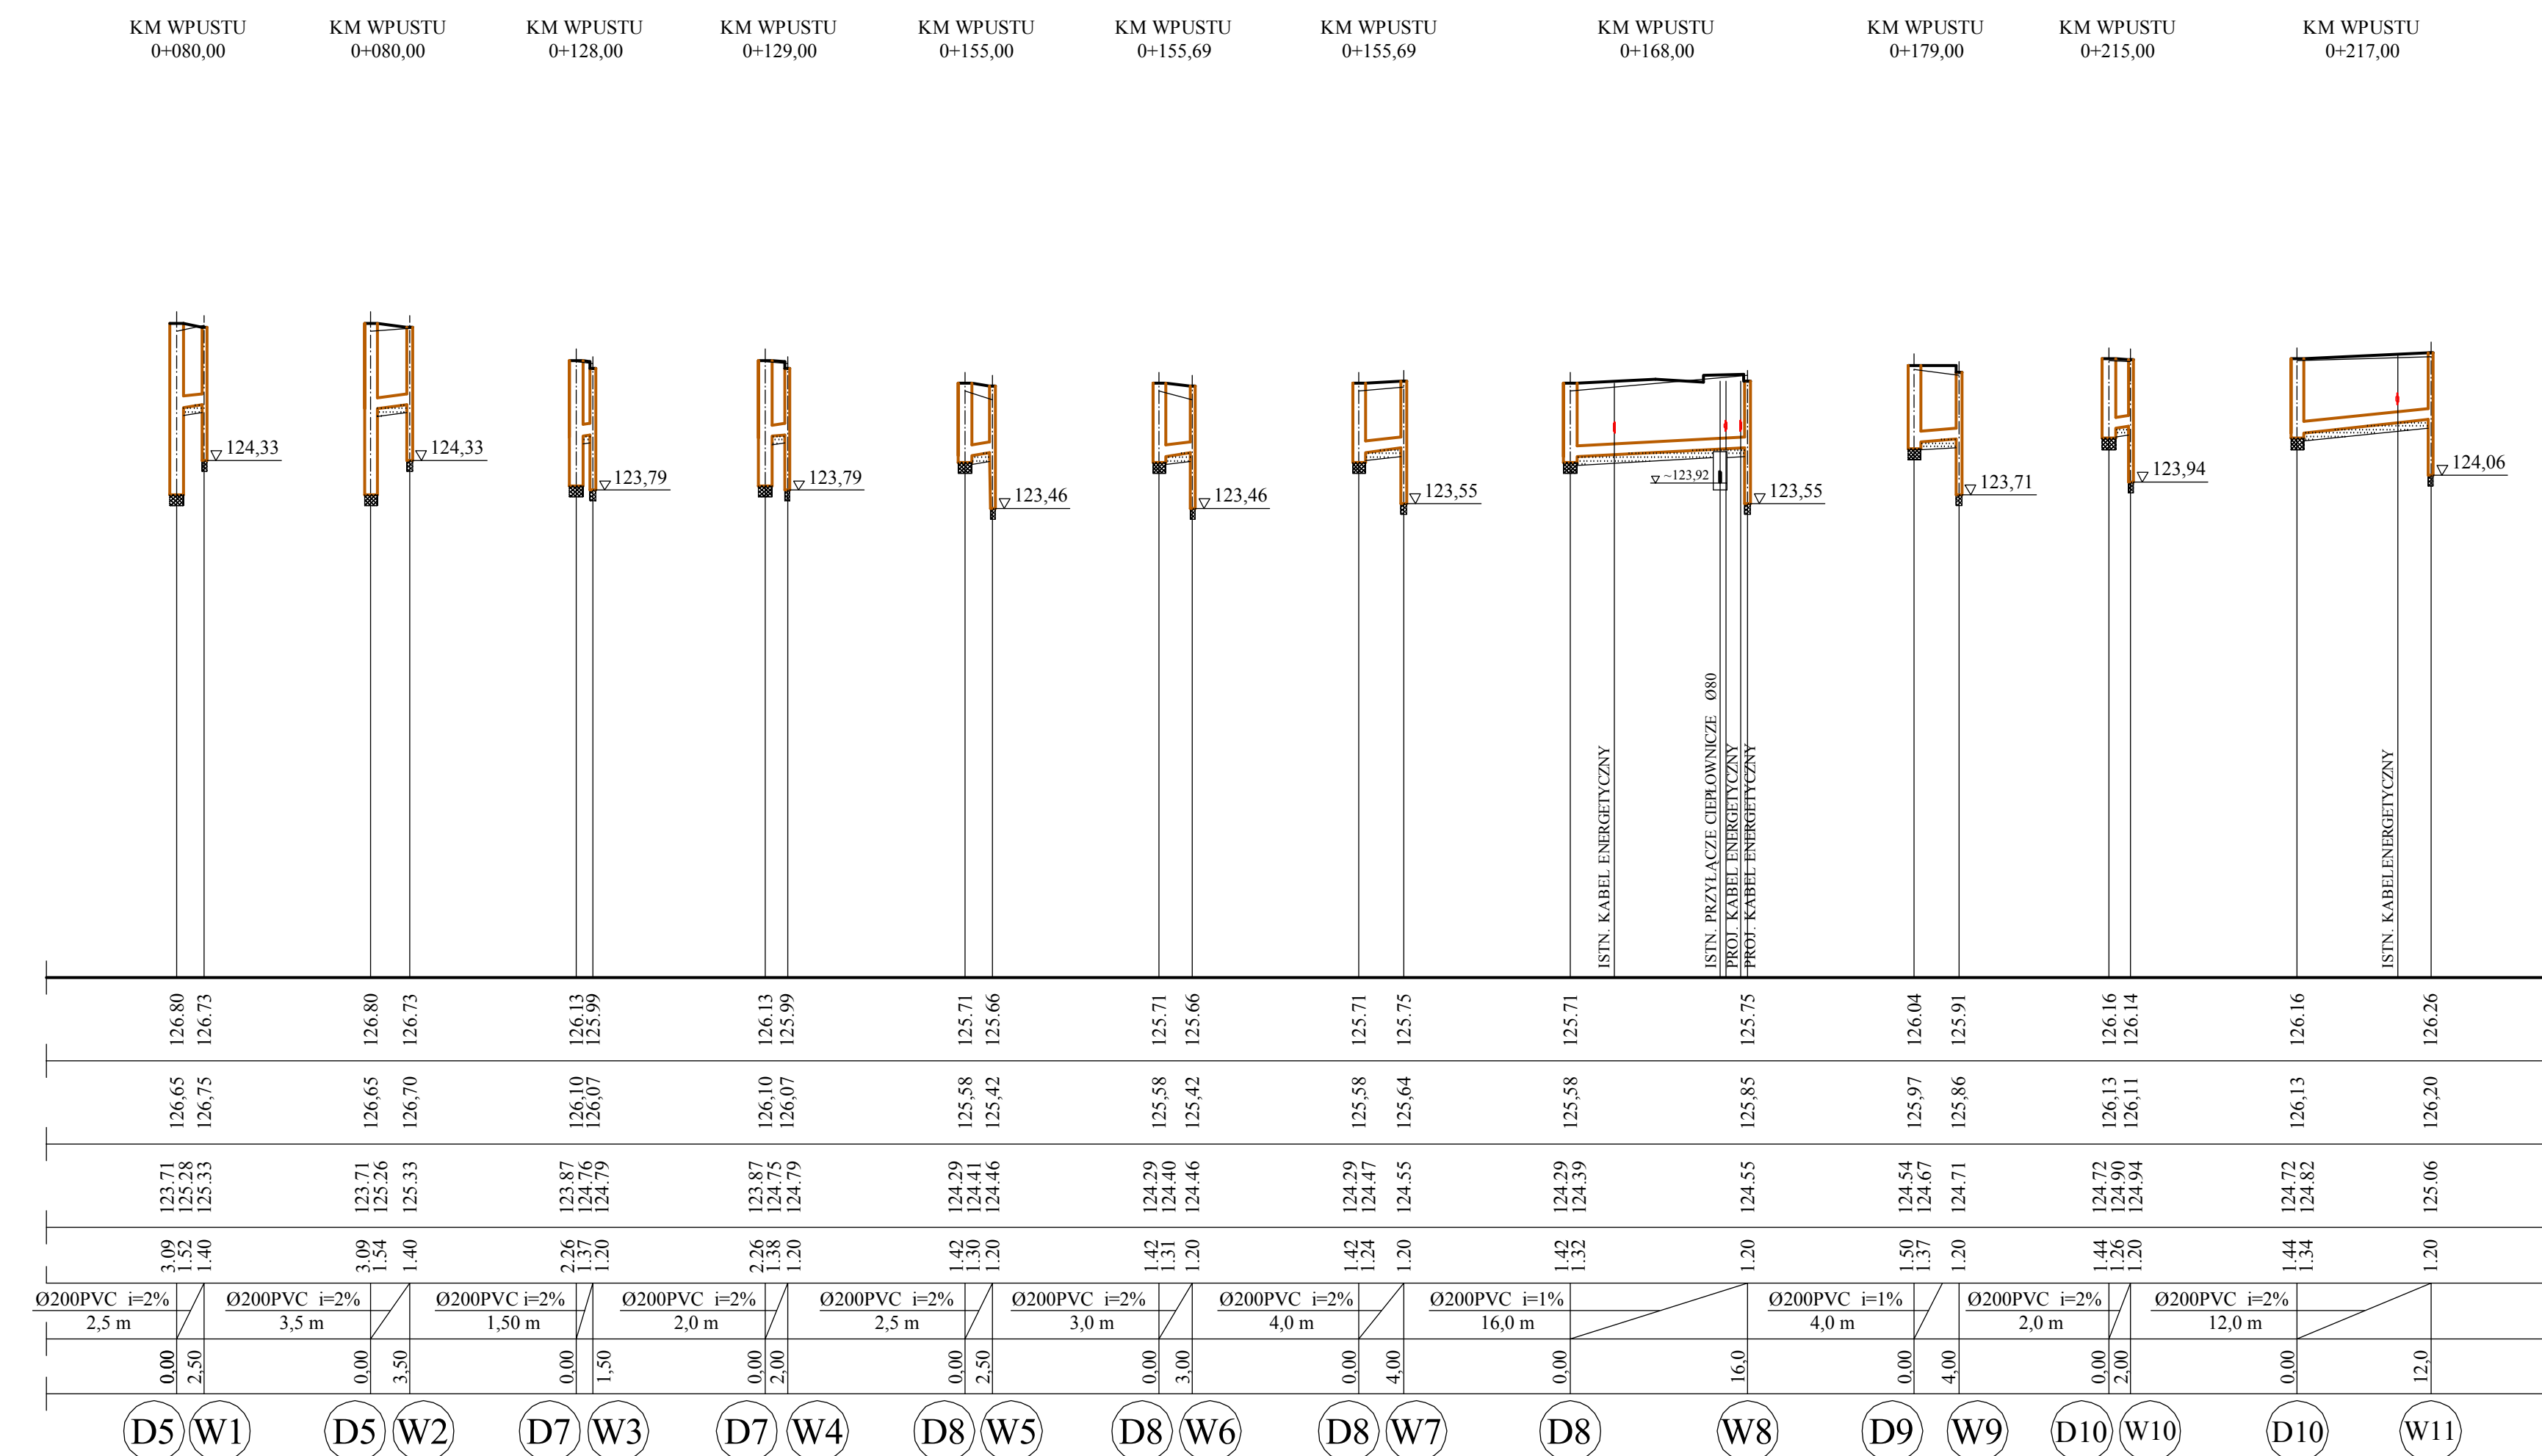 KM WPUSTU KM WPUSTU KM WPUSTU KM WPUSTU KM WPUSTU KM WPUSTU KM WPUSTU KM WPUSTU KM WPUSTU KM WPUSTU KM WPUSTU
0+080,00 0+080,00 0+128,00 0+129,00 0+155,00 0+155,69 0+155,69 0+168,00 0+179,00 0+215,00 0+217,00
124,33 124,33 123,79 123,79 123,46 123,46 123,55 ~123,92 123,55 123,71 123,94 124,06
ISTN. KABEL ENERGETYCZNY
ISTN. PRZYŁĄCZE CIEPŁOWNICZE Ø80
PROJ. KABEL ENERGETYCZNY
PROJ. KABEL ENERGETYCZNY
ISTN. KABELENERGETYCZNY
126.80 126.73 126.80 126.73 126.13 125.99 126.13 125.99 125.71 125.66 125.71 125.66 125.71 125.75 125.71 125.75 126.04 125.91 126.16 126.14 126.16 126.26
126,65 126,75 126,65 126,70 126,10 126,07 126,10 126,07 125,58 125,42 125,58 125,42 125,58 125,64 125,58 125,85 125,97 125,86 126,13 126,11 126,13 126,20
123.71 125.28 125.33 123.71 125.26 125.33 123.87 124.76 124.79 123.87 124.75 124.79 124.29 124.41 124.46 124.29 124.40 124.46 124.29 124.47 124.55 124.29 124.39 124.55 124.54 124.67 124.71 124.72 124.90 124.94 124.72 124.82 125.06
3.09 1.52 1.40 3.09 1.54 1.40 2.26 1.37 1.20 2.26 1.38 1.20 1.42 1.30 1.20 1.42 1.31 1.20 1.42 1.24 1.20 1.42 1.32 1.20 1.50 1.37 1.20 1.44 1.26 1.20 1.44 1.34 1.20
Ø200PVC i=2% Ø200PVC i=2% Ø200PVC i=2% Ø200PVC i=2% Ø200PVC i=2% Ø200PVC i=2% Ø200PVC i=2% Ø200PVC i=1% Ø200PVC i=1% Ø200PVC i=2% Ø200PVC i=2%
2,5 m 3,5 m 1,50 m 2,0 m 2,5 m 3,0 m 4,0 m 16,0 m 4,0 m 2,0 m 12,0 m
0,00 2,50 0,00 3,50 0,00 1,50 0,00 2,00 0,00 2,50 0,00 3,00 0,00 4,00 0,00 16,0 0,00 4,00 0,00 2,00 0,00 12,0
D5 W1 D5 W2 D7 W3 D7 W4 D8 W5 D8 W6 D8 W7 D8 W8 D9 W9 D10 W10 D10 W11